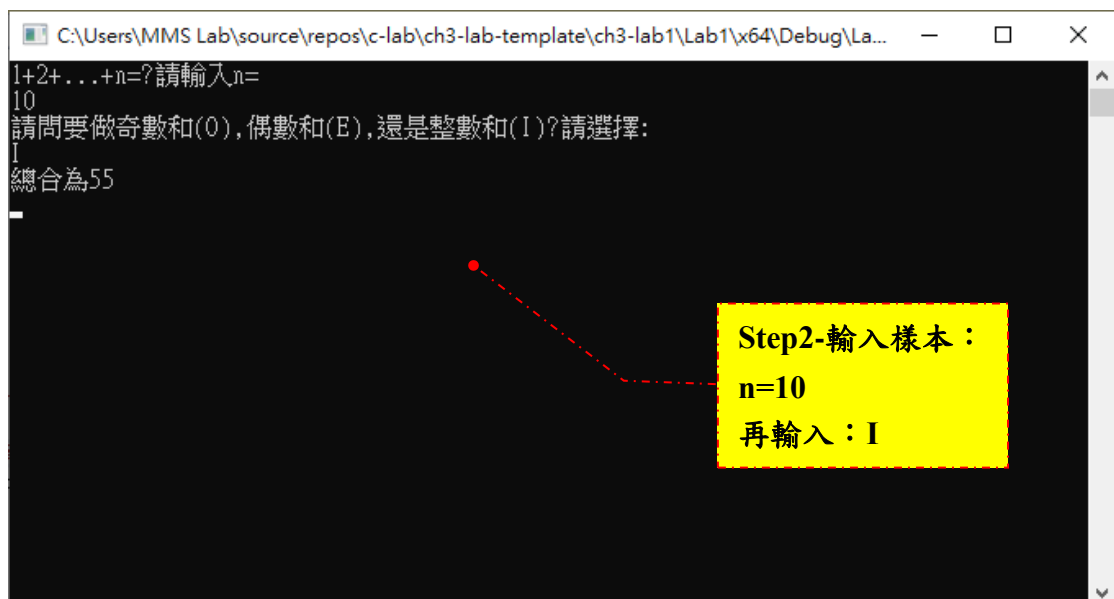 C:\Users\MMS Lab\source\repos\c-lab\ch3-lab-template\ch3-lab1\Lab1\x64\Debug\La...
1+2+...+n=?請輸入n=
10
請問要做奇數和(O),偶數和(E),還是整數和(I)?請選擇:
I
總合為55
Step2-輸入樣本：
n=10
再輸入：I